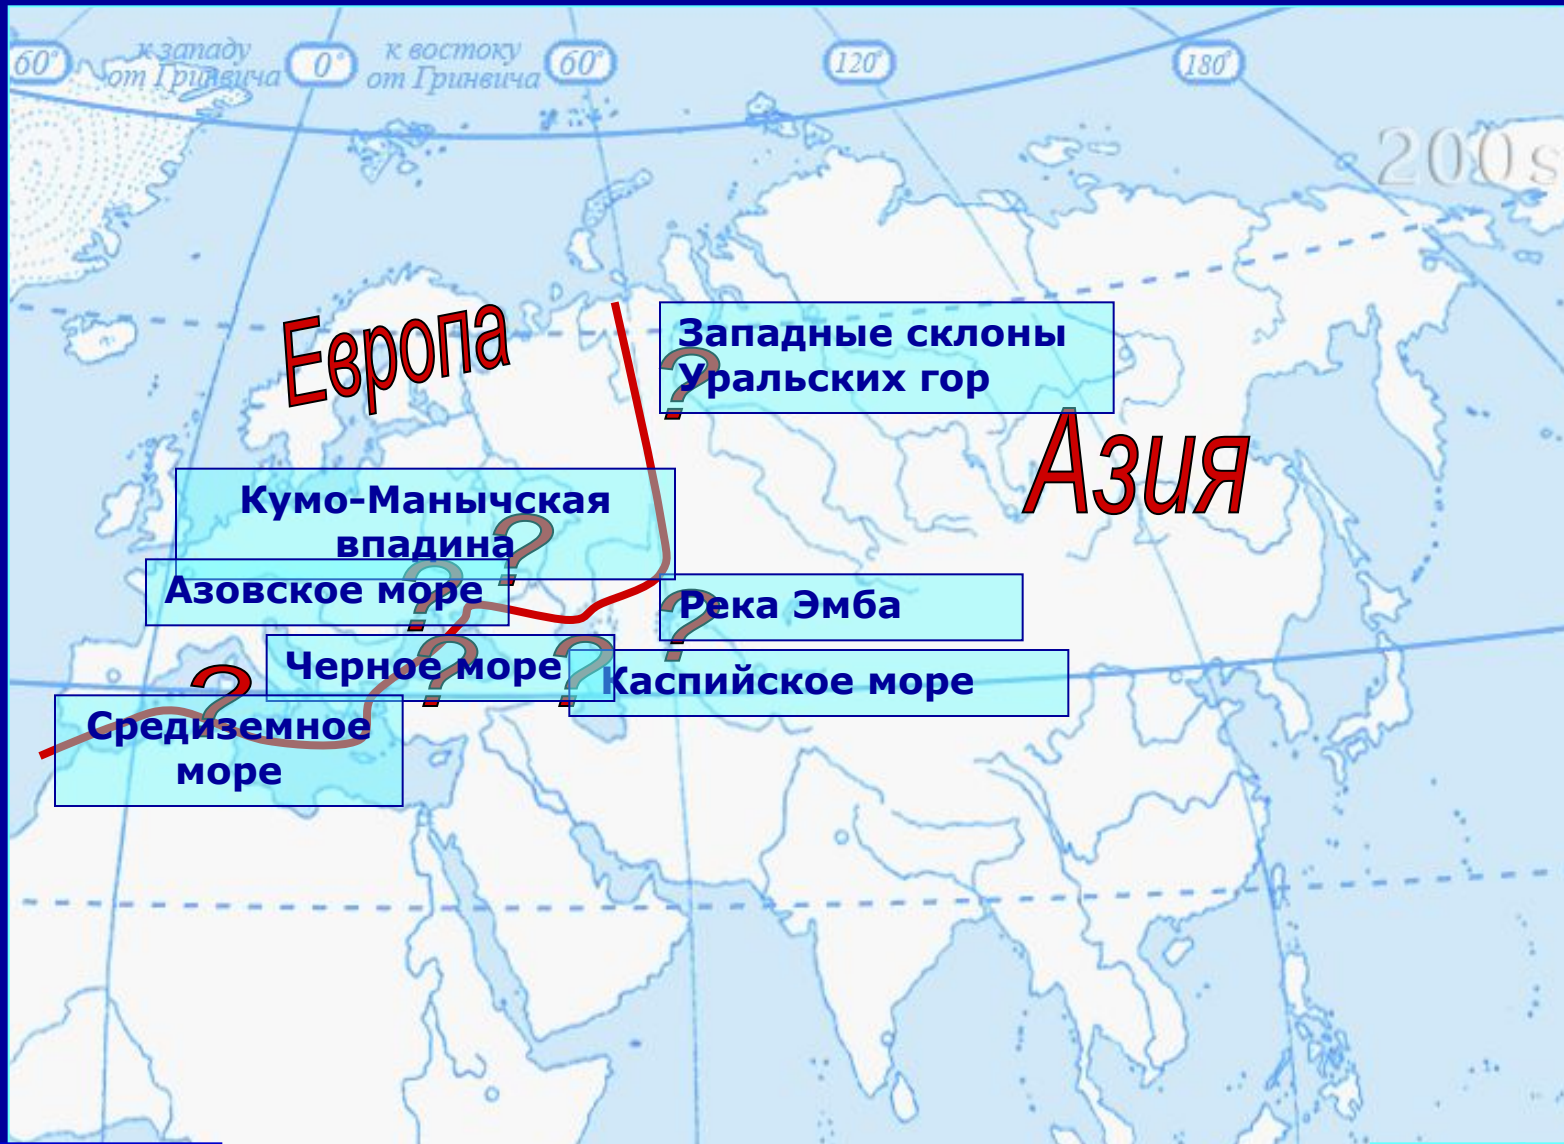 60°
к западу
от Гринвича
0°
к востоку
от Гринвича
60°
120°
180°
200 s
Европа
Западные склоны
Уральских гор
?
Азия
Кумо-Манычская
впадина
?
Азовское море
?
Река Эмба
?
Черное море
?
?
Каспийское море
?
Средиземное
море